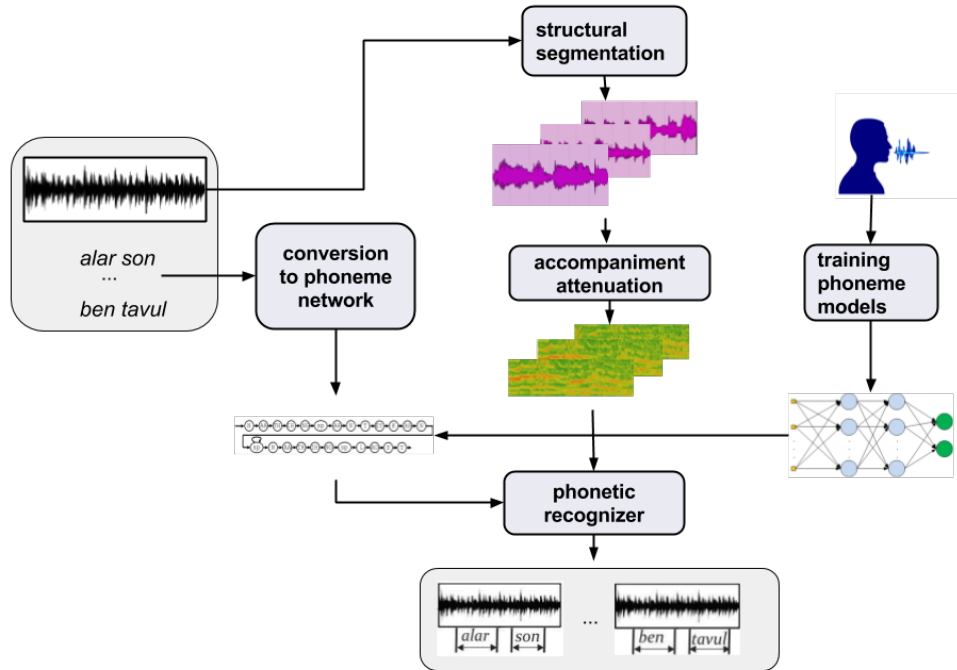 structural
segmentation
alar son
...
ben tavul
conversion
to phoneme
network
accompaniment
attenuation
training
phoneme
models
phonetic
recognizer
alar son
...
ben tavul